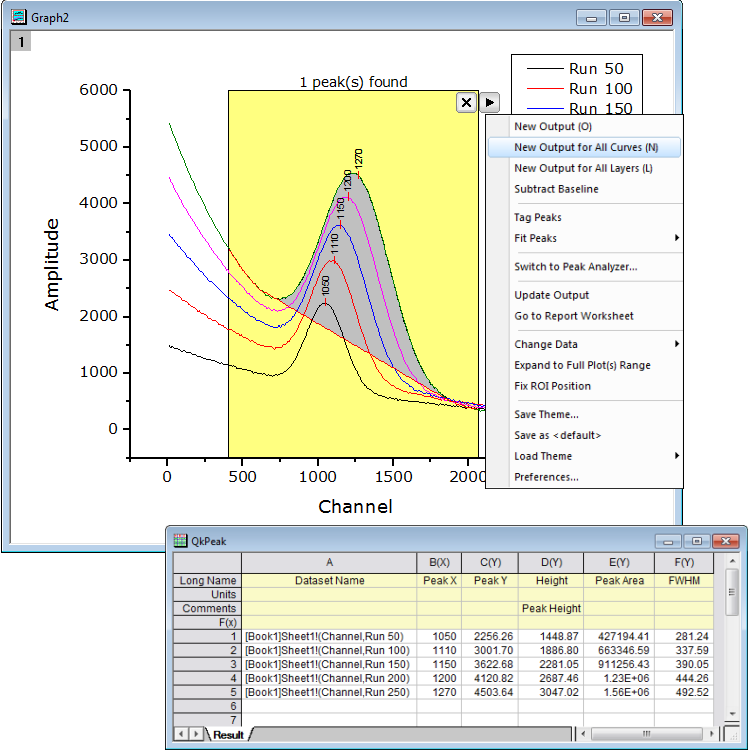 Graph2
1
1 peak(s) found
Run 50
Run 100
Run 150
6000
5000
4000
3000
2000
1000
0
Amplitude
1050
1110
1150
1200
1270
0
500
1000
1500
2000
Channel
New Output (O)
New Output for All Curves (N)
New Output for All Layers (L)
Subtract Baseline
Tag Peaks
Fit Peaks
Switch to Peak Analyzer...
Update Output
Go to Report Worksheet
Change Data
Expand to Full Plot(s) Range
Fix ROI Position
Save Theme...
Save as <default>
Load Theme
Preferences...
QkPeak
A B(X) C(Y) D(Y) E(Y) F(Y)
Long Name Dataset Name Peak X Peak Y Height Peak Area FWHM
Units
Comments Peak Height
F(x)
1 [Book1]Sheet1!(Channel,Run 50) 1050 2256.26 1448.87 427194.41 281.24
2 [Book1]Sheet1!(Channel,Run 100) 1110 3001.70 1886.80 663346.59 337.59
3 [Book1]Sheet1!(Channel,Run 150) 1150 3622.68 2281.05 911256.43 390.05
4 [Book1]Sheet1!(Channel,Run 200) 1200 4120.82 2687.46 1.23E+06 444.26
5 [Book1]Sheet1!(Channel,Run 250) 1270 4503.64 3047.02 1.56E+06 492.52
6
7
Result